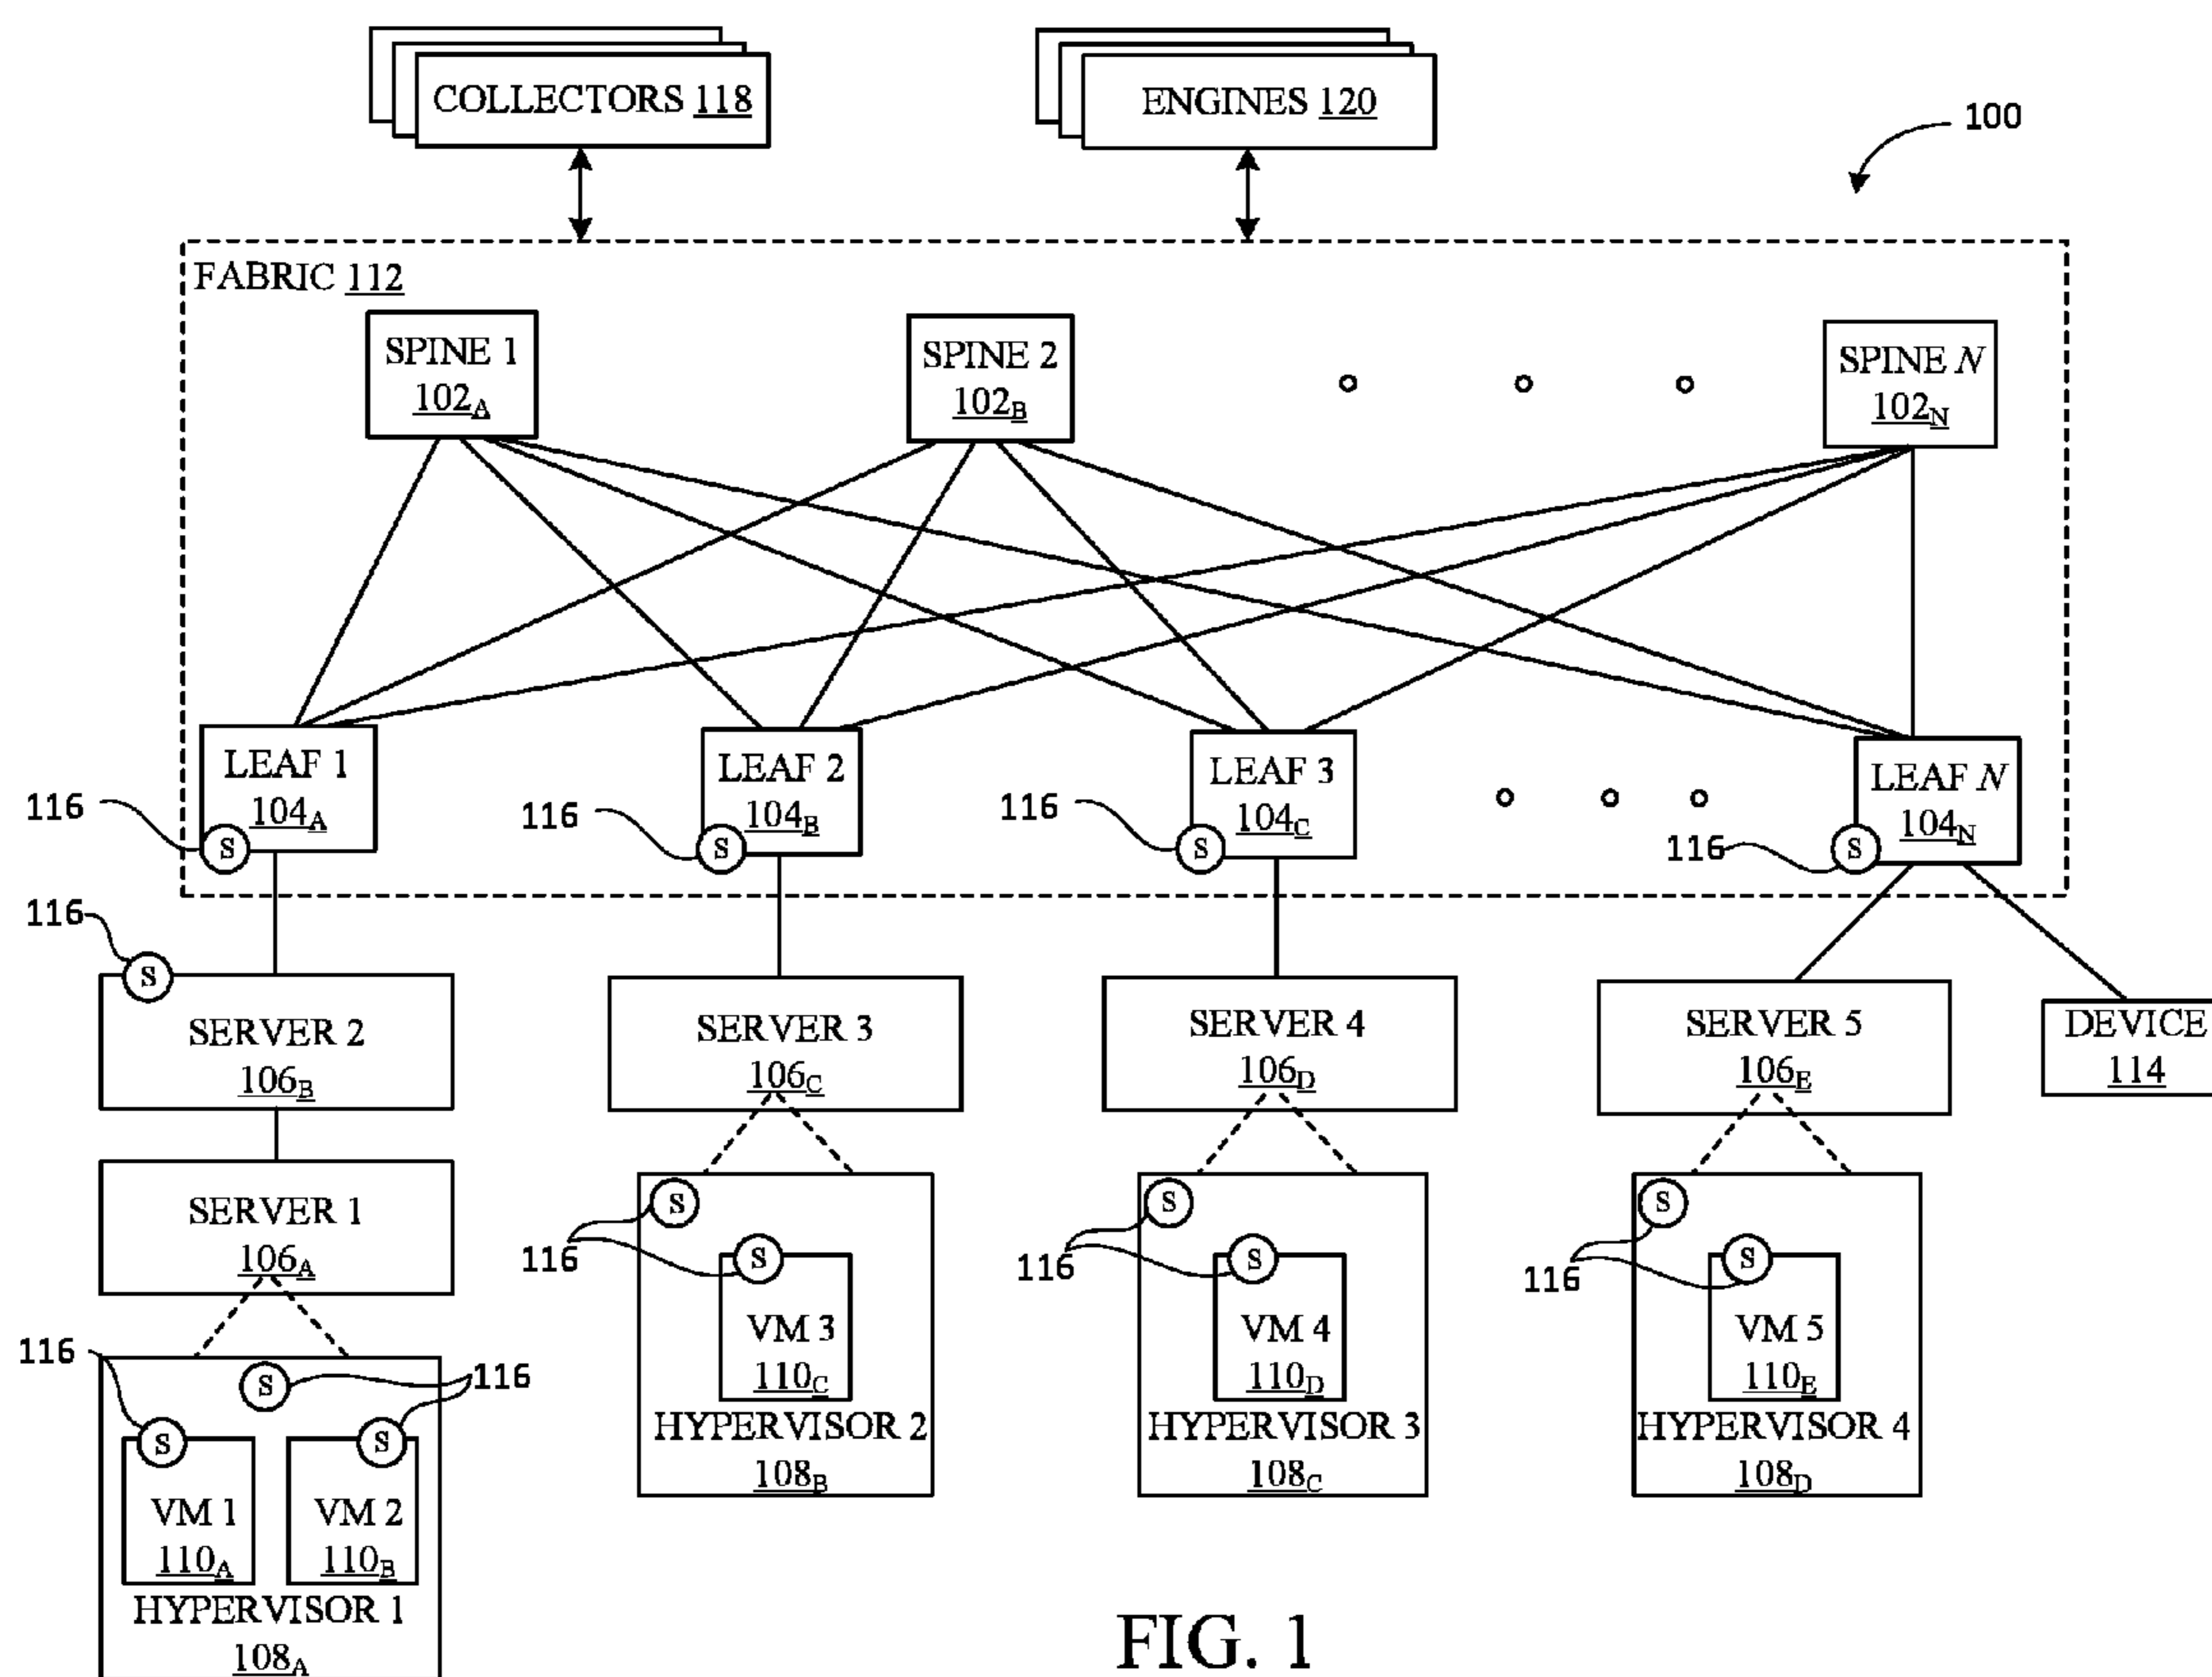 COLLECTORS 118
ENGINES 120
100
FABRIC 112
SPINE 1
102A
SPINE 2
102B
SPINE N
102N
LEAF 1
104A
LEAF 2
104B
LEAF 3
104C
LEAF N
104N
116
S
116
S
116
S
116
S
116
S
SERVER 2
106B
SERVER 3
106C
SERVER 4
106D
SERVER 5
106E
DEVICE
114
SERVER 1
106A
S
S
116
VM 3
110C
HYPERVISOR 2
108B
S
S
116
VM 4
110D
HYPERVISOR 3
108C
S
S
116
VM 5
110E
HYPERVISOR 4
108D
116
S
116
S
S
VM 1
110A
VM 2
110B
HYPERVISOR 1
108A
FIG. 1